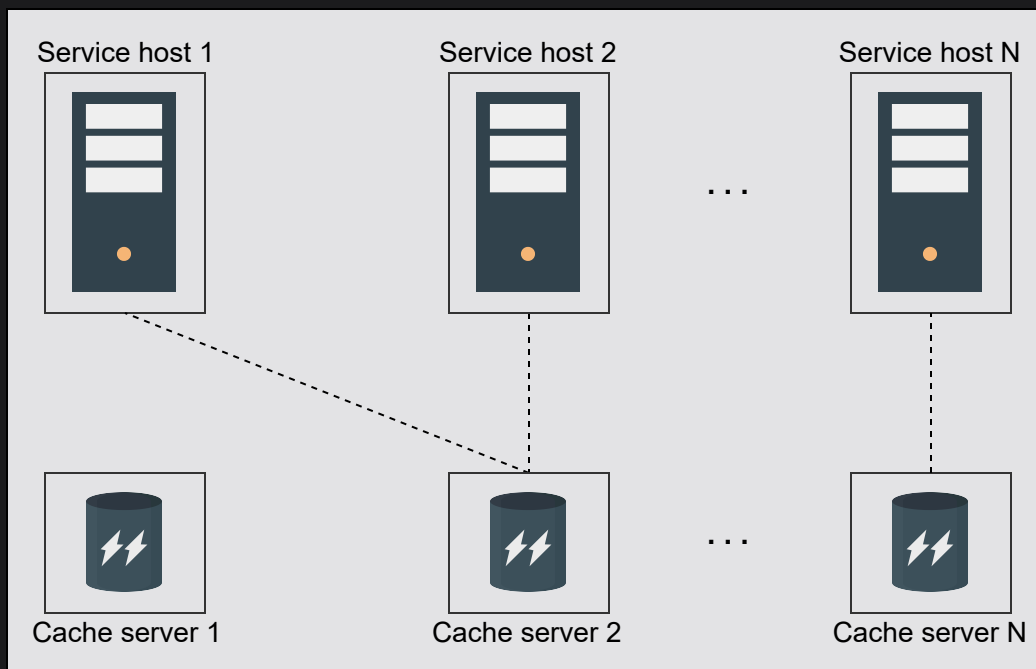 Service host 1
Service host 2
Service host N
. . .
Cache server 1
Cache server 2
Cache server N
. . .